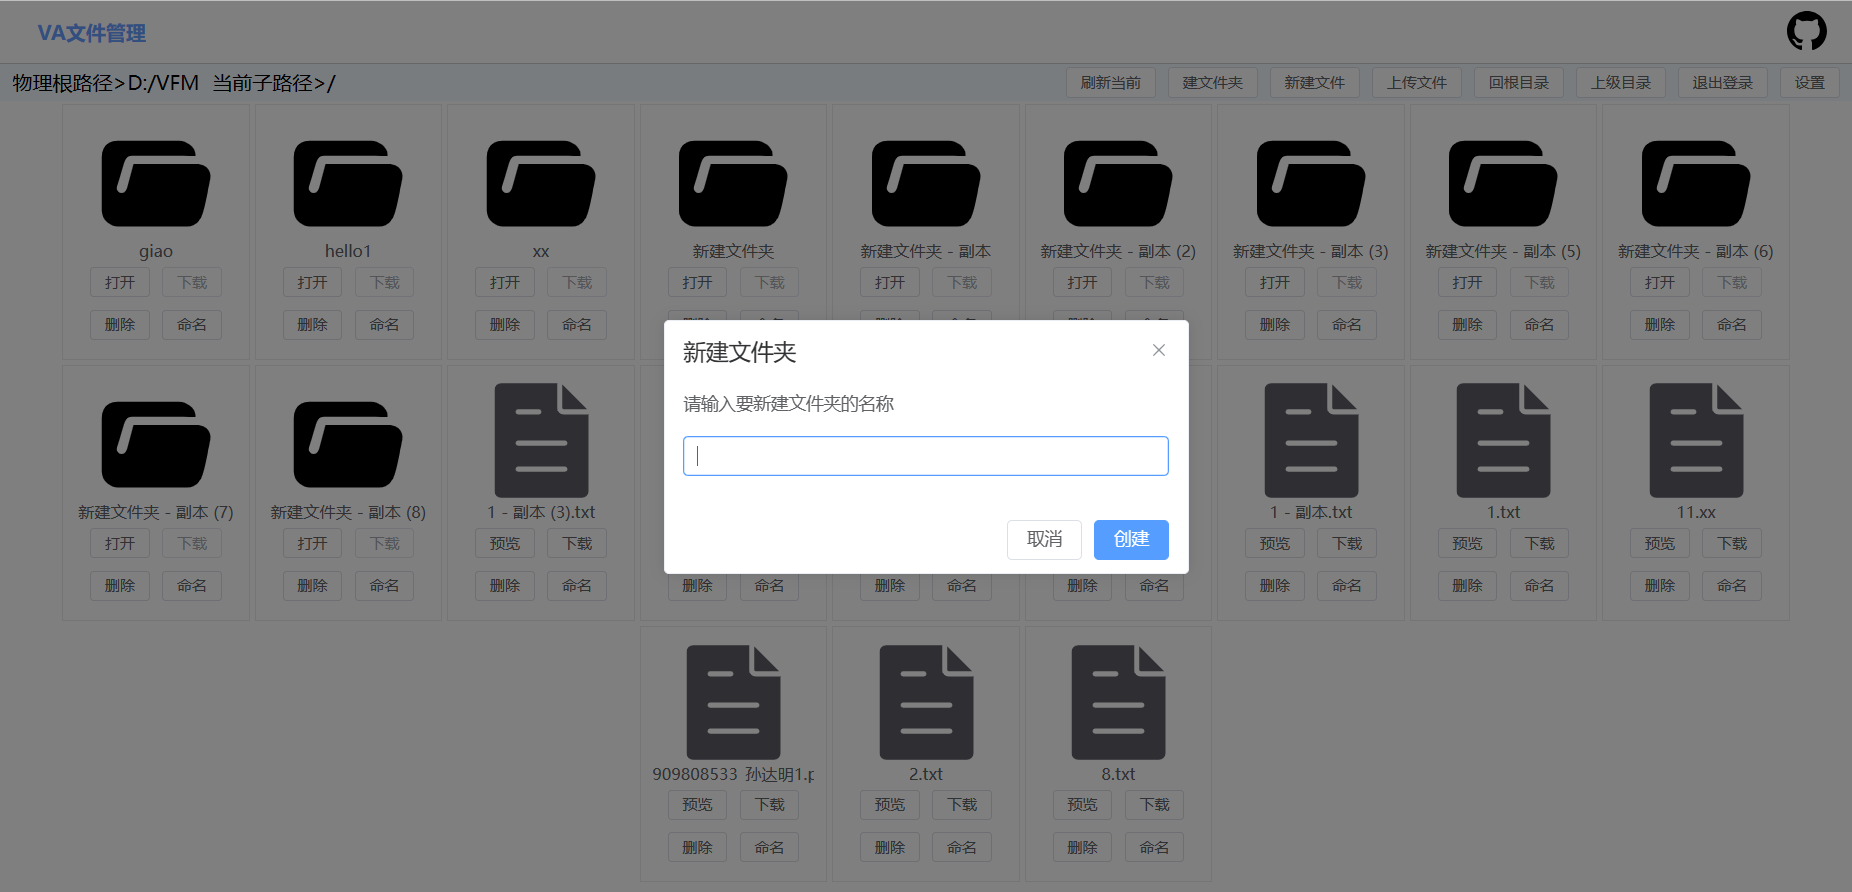 VA文件管理
物理根路径>D:/VFM 当前子路径>/
刷新当前 建文件夹 新建文件 上传文件 回根目录 上级目录 退出登录 设置
giao hello1 xx 新建文件夹 新建文件夹 - 副本 新建文件夹 - 副本 (2) 新建文件夹 - 副本 (3) 新建文件夹 - 副本 (5) 新建文件夹 - 副本 (6)
打开 下载 打开 下载 打开 下载 打开 下载 打开 下载 打开 下载 打开 下载 打开 下载 打开 下载
删除 命名 删除 命名 删除 命名 删除 命名 删除 命名 删除 命名
新建文件夹
请输入要新建文件夹的名称
取消 创建
新建文件夹 - 副本 (7) 新建文件夹 - 副本 (8) 1 - 副本 (3).txt 1 - 副本.txt 1.txt 11.xx
打开 下载 打开 下载 预览 下载 预览 下载 预览 下载 预览 下载
删除 命名 删除 命名 删除 命名 删除 命名 删除 命名 删除 命名 删除 命名 删除 命名 删除 命名
909808533 孙达明1.p 2.txt 8.txt
预览 下载 预览 下载 预览 下载
删除 命名 删除 命名 删除 命名